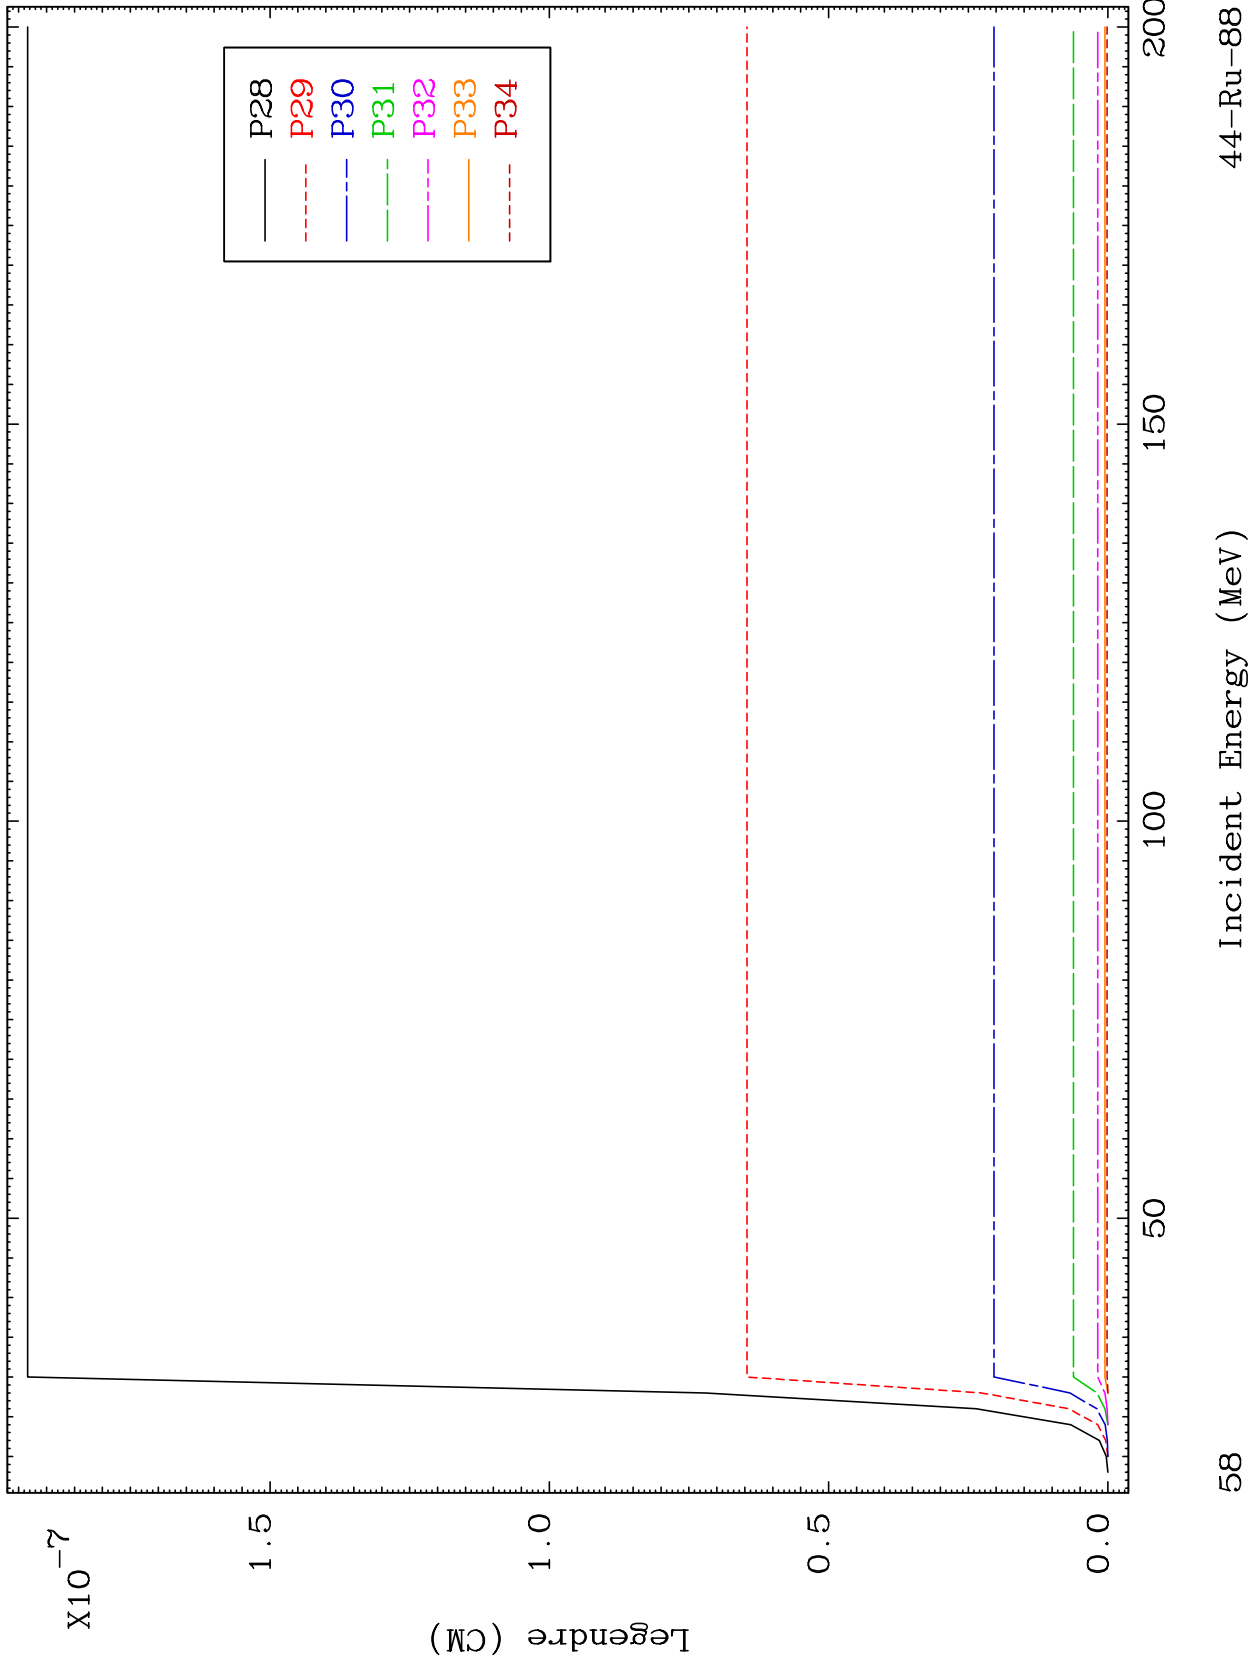 X10-7
1.5
1.0
0.5
0.0
Legendre (CM)
P28
P29
P30
P31
P32
P33
P34
50
100
150
200
Incident Energy (MeV)
58
44-Ru-88